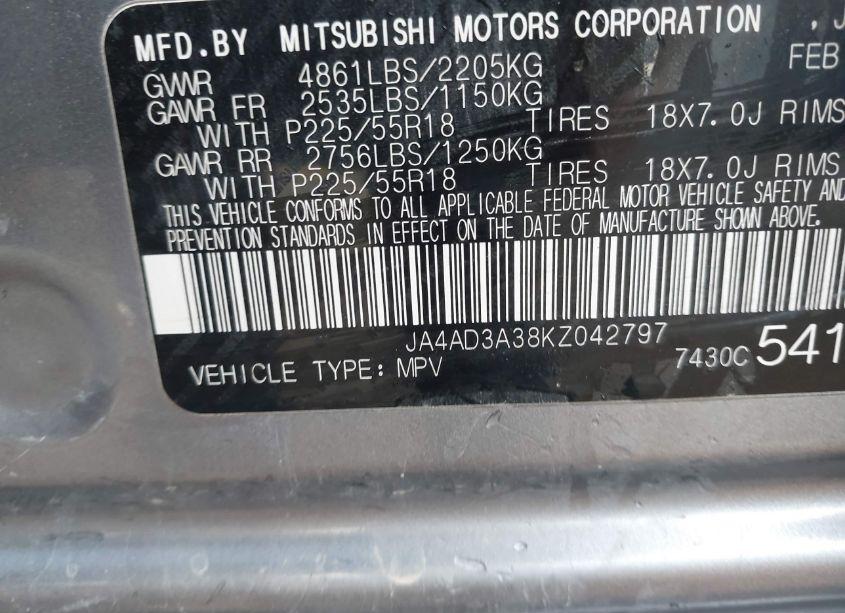 MFD. BY MITSUBISHI MOTORS CORPORATION , J
FEB
GWWR 4861LBS/2205KG
GAWR FR 2535LBS/1150KG
WITH P225/55R18 TIRES 18X7.0J RIMS
GAWR RR 2756LBS/1250KG
WITH P225/55R18 TIRES 18X7.0J RIMS
THIS VEHICLE CONFORMS TO ALL APPLICABLE FEDERAL MOTOR VEHICLE SAFETY AND
PREVENTION STANDARDS IN EFFECT ON THE DATE OF MANUFACTURE SHOWN ABOVE.
JA4AD3A38KZ042797
VEHICLE TYPE: MPV 7430C 541